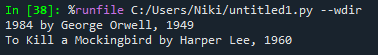 In [38]: %runfile C:/Users/Niki/untitled1.py --wdir
1984 by George Orwell, 1949
To Kill a Mockingbird by Harper Lee, 1960